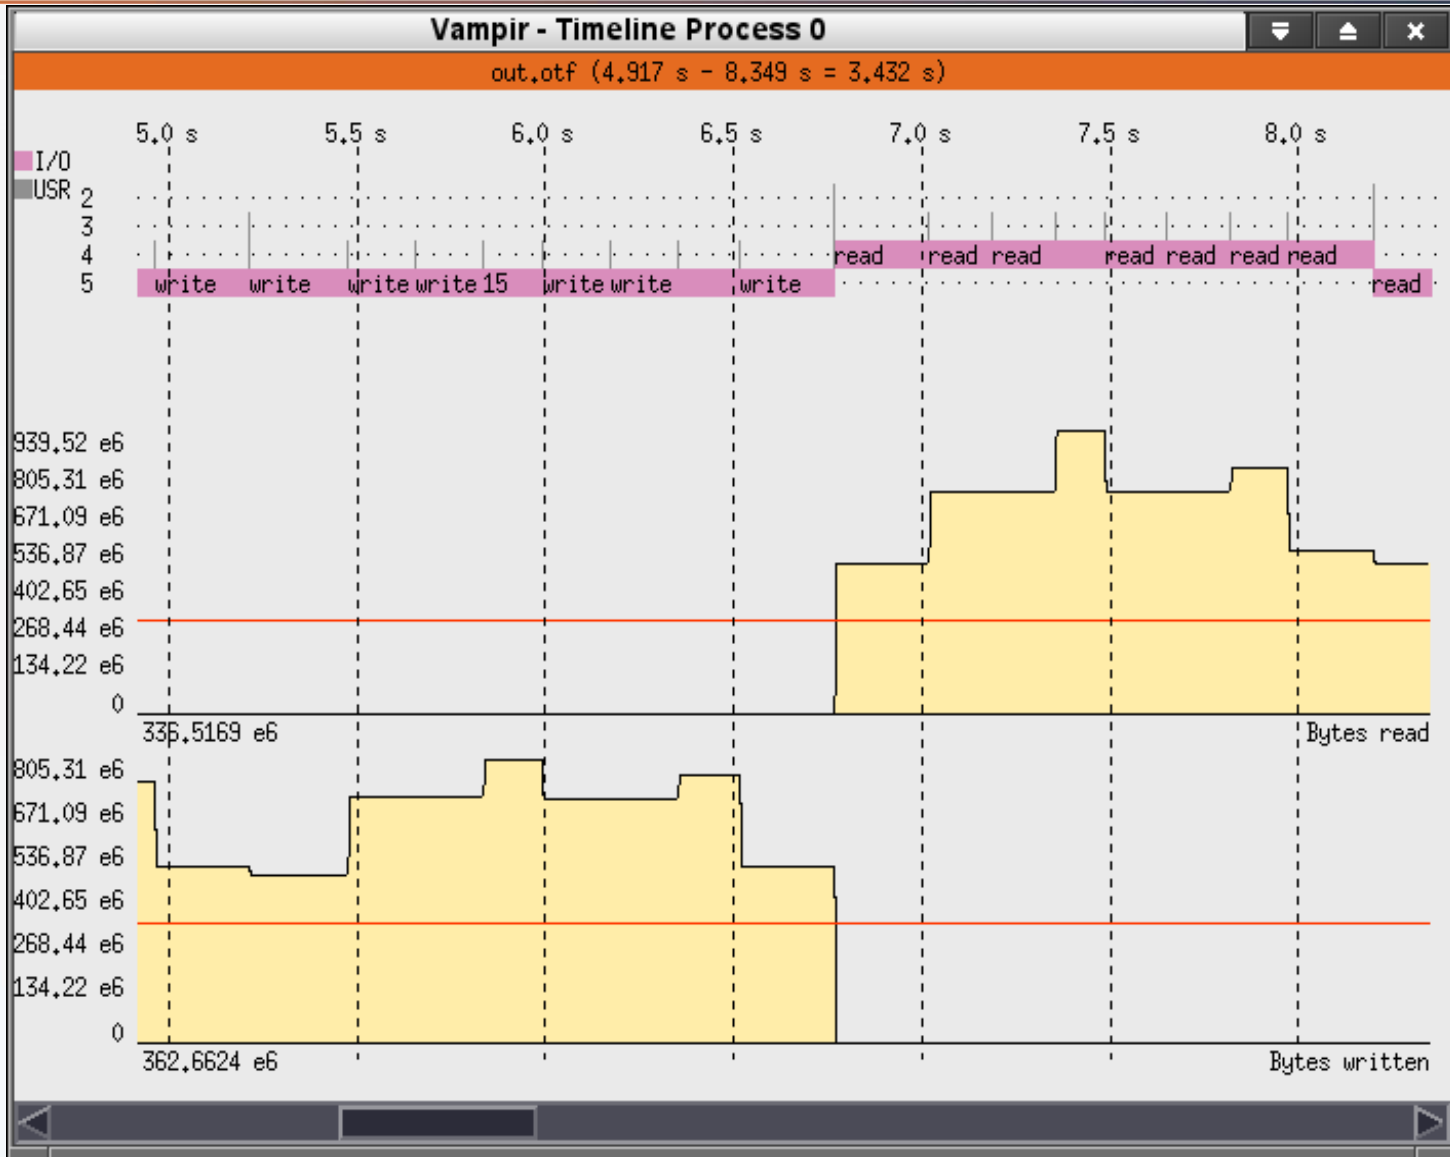 Vampir - Timeline Process 0
out.otf (4.917 s - 8.349 s = 3.432 s)
5.0 s 5.5 s 6.0 s 6.5 s 7.0 s 7.5 s 8.0 s
I/O
USR
2
3
4 read read read read read read read
5 write write write write 15 write write write read
939.52 e6
805.31 e6
671.09 e6
536.87 e6
402.65 e6
268.44 e6
134.22 e6
0
336.5169 e6 Bytes read
805.31 e6
671.09 e6
536.87 e6
402.65 e6
268.44 e6
134.22 e6
0
362.6624 e6 Bytes written